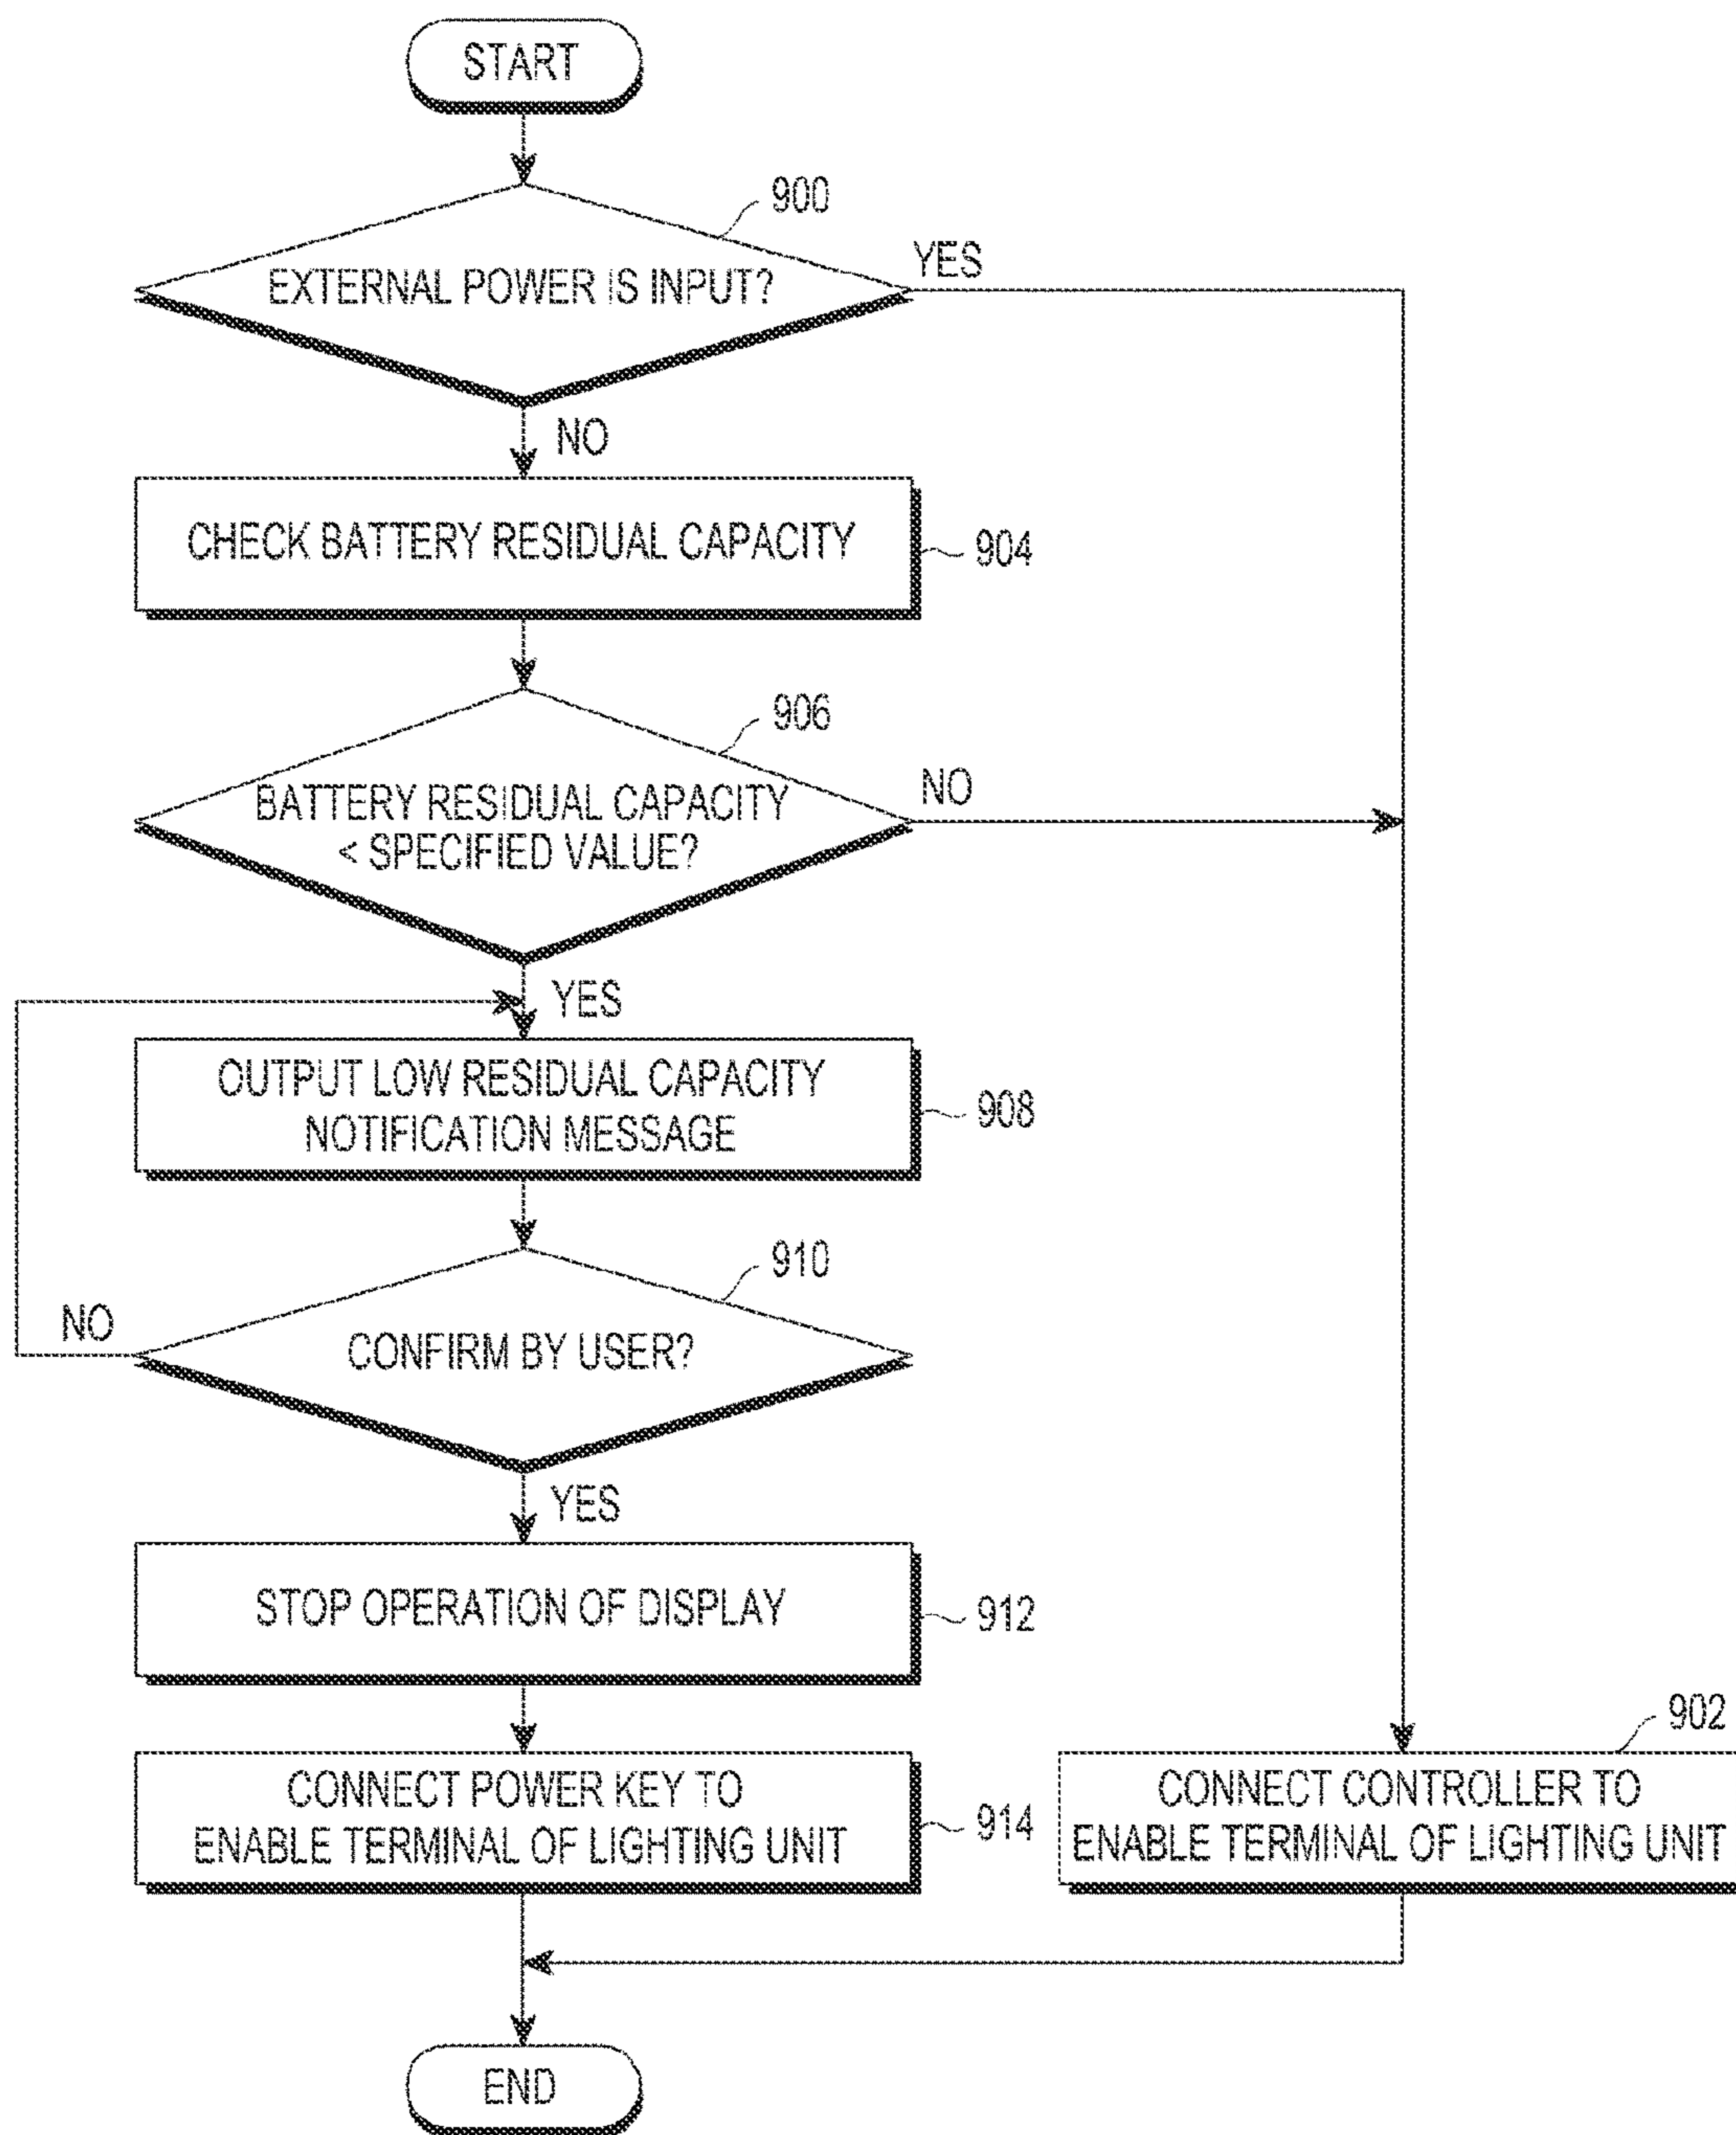 START
900
EXTERNAL POWER IS INPUT?
YES
NO
CHECK BATTERY RESIDUAL CAPACITY
904
906
BATTERY RESIDUAL CAPACITY
< SPECIFIED VALUE?
NO
YES
OUTPUT LOW RESIDUAL CAPACITY
NOTIFICATION MESSAGE
908
910
CONFIRM BY USER?
NO
YES
STOP OPERATION OF DISPLAY
912
CONNECT POWER KEY TO
ENABLE TERMINAL OF LIGHTING UNIT
914
902
CONNECT CONTROLLER TO
ENABLE TERMINAL OF LIGHTING UNIT
END